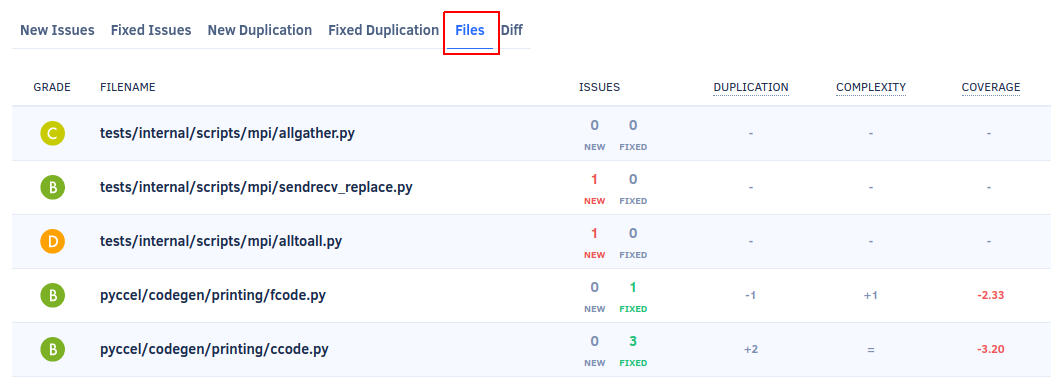 New Issues Fixed Issues New Duplication Fixed Duplication Files Diff
GRADE FILENAME ISSUES DUPLICATION COMPLEXITY COVERAGE
C tests/internal/scripts/mpi/allgather.py 0 NEW 0 FIXED - - -
B tests/internal/scripts/mpi/sendrecv_replace.py 1 NEW 0 FIXED - - -
D tests/internal/scripts/mpi/alltoall.py 1 NEW 0 FIXED - - -
B pyccel/codegen/printing/fcode.py 0 NEW 1 FIXED -1 +1 -2.33
B pyccel/codegen/printing/ccode.py 0 NEW 3 FIXED +2 = -3.20